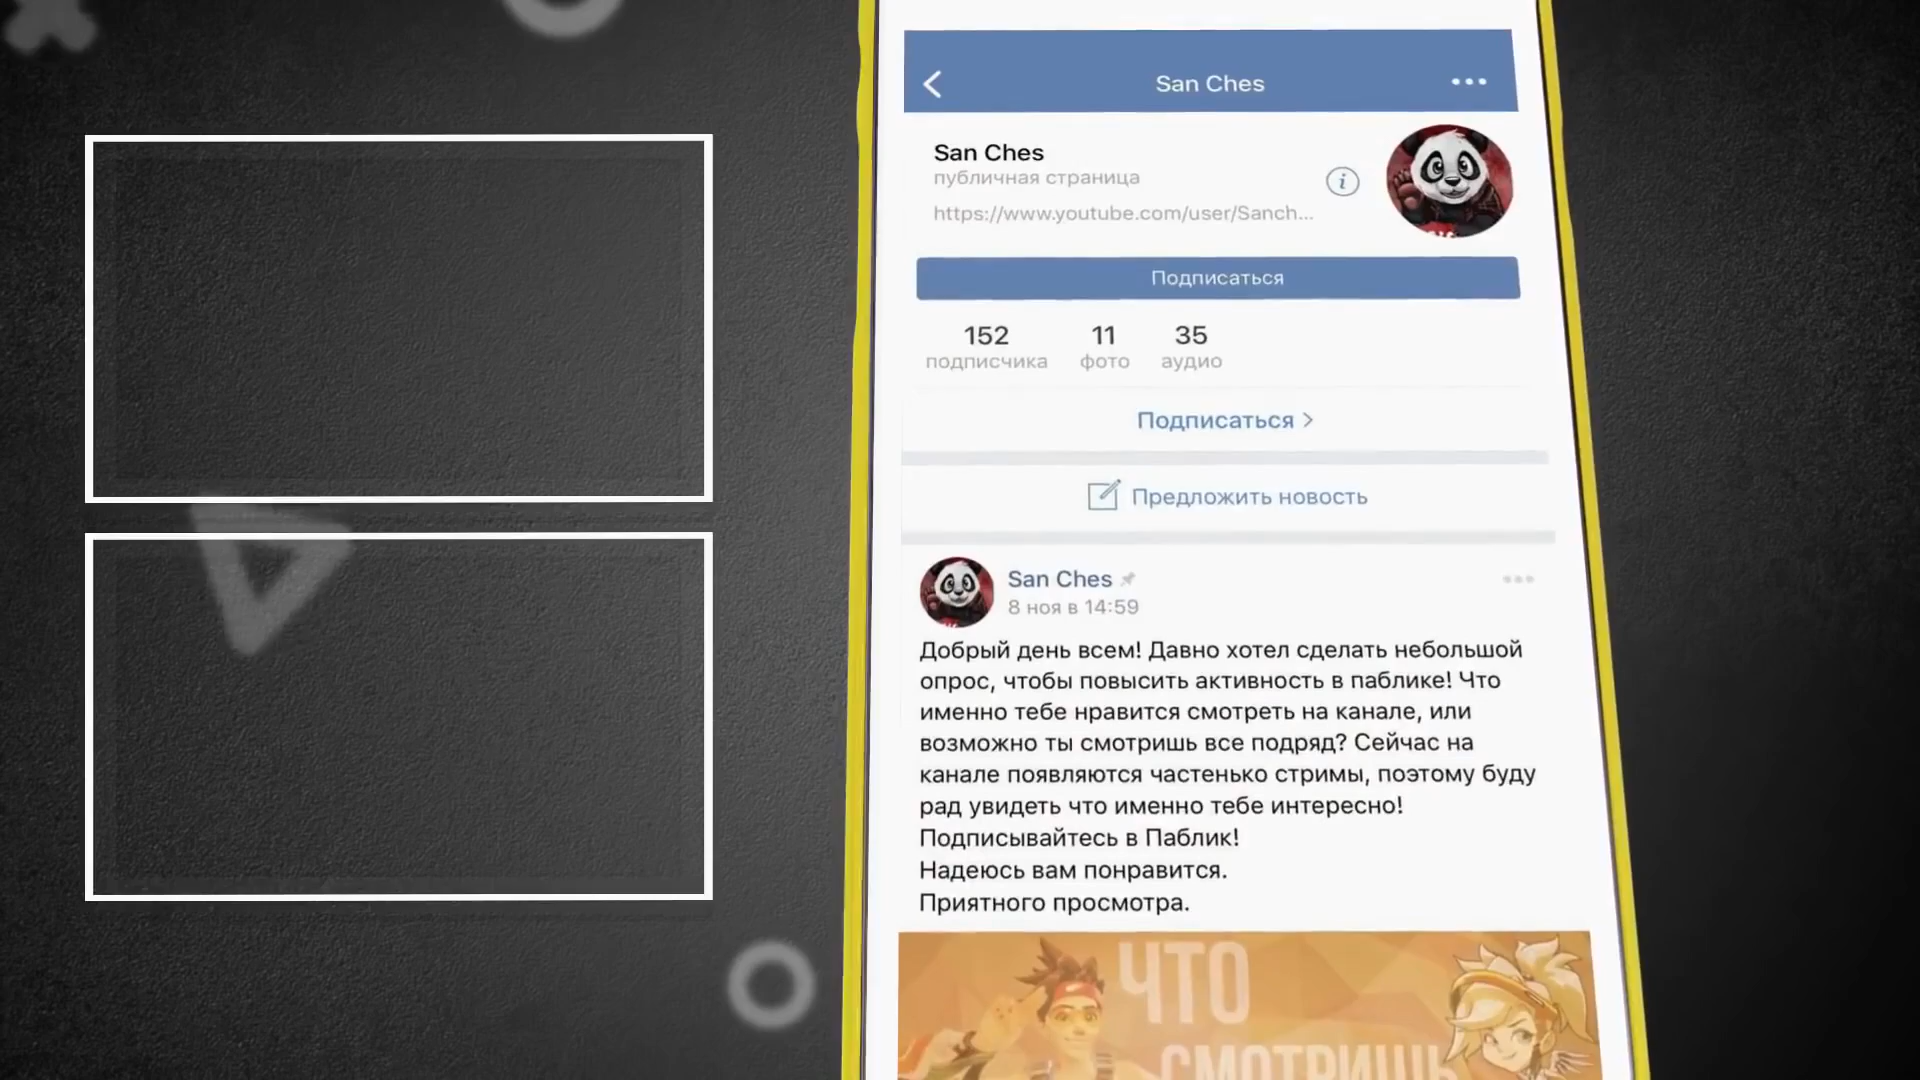 San Ches
San Ches
публичная страница
https://www.youtube.com/user/Sanch...
Подписаться
152 11 35
подписчика фото аудио
Подписаться >
Предложить новость
San Ches
8 ноя в 14:59
Добрый день всем! Давно хотел сделать небольшой
опрос, чтобы повысить активность в паблике! Что
именно тебе нравится смотреть на канале, или
возможно ты смотришь все подряд? Сейчас на
канале появляются частенько стримы, поэтому буду
рад увидеть что именно тебе интересно!
Подписывайтесь в Паблик!
Надеюсь вам понравится.
Приятного просмотра.
ЧТО
СМОТРИШЬ